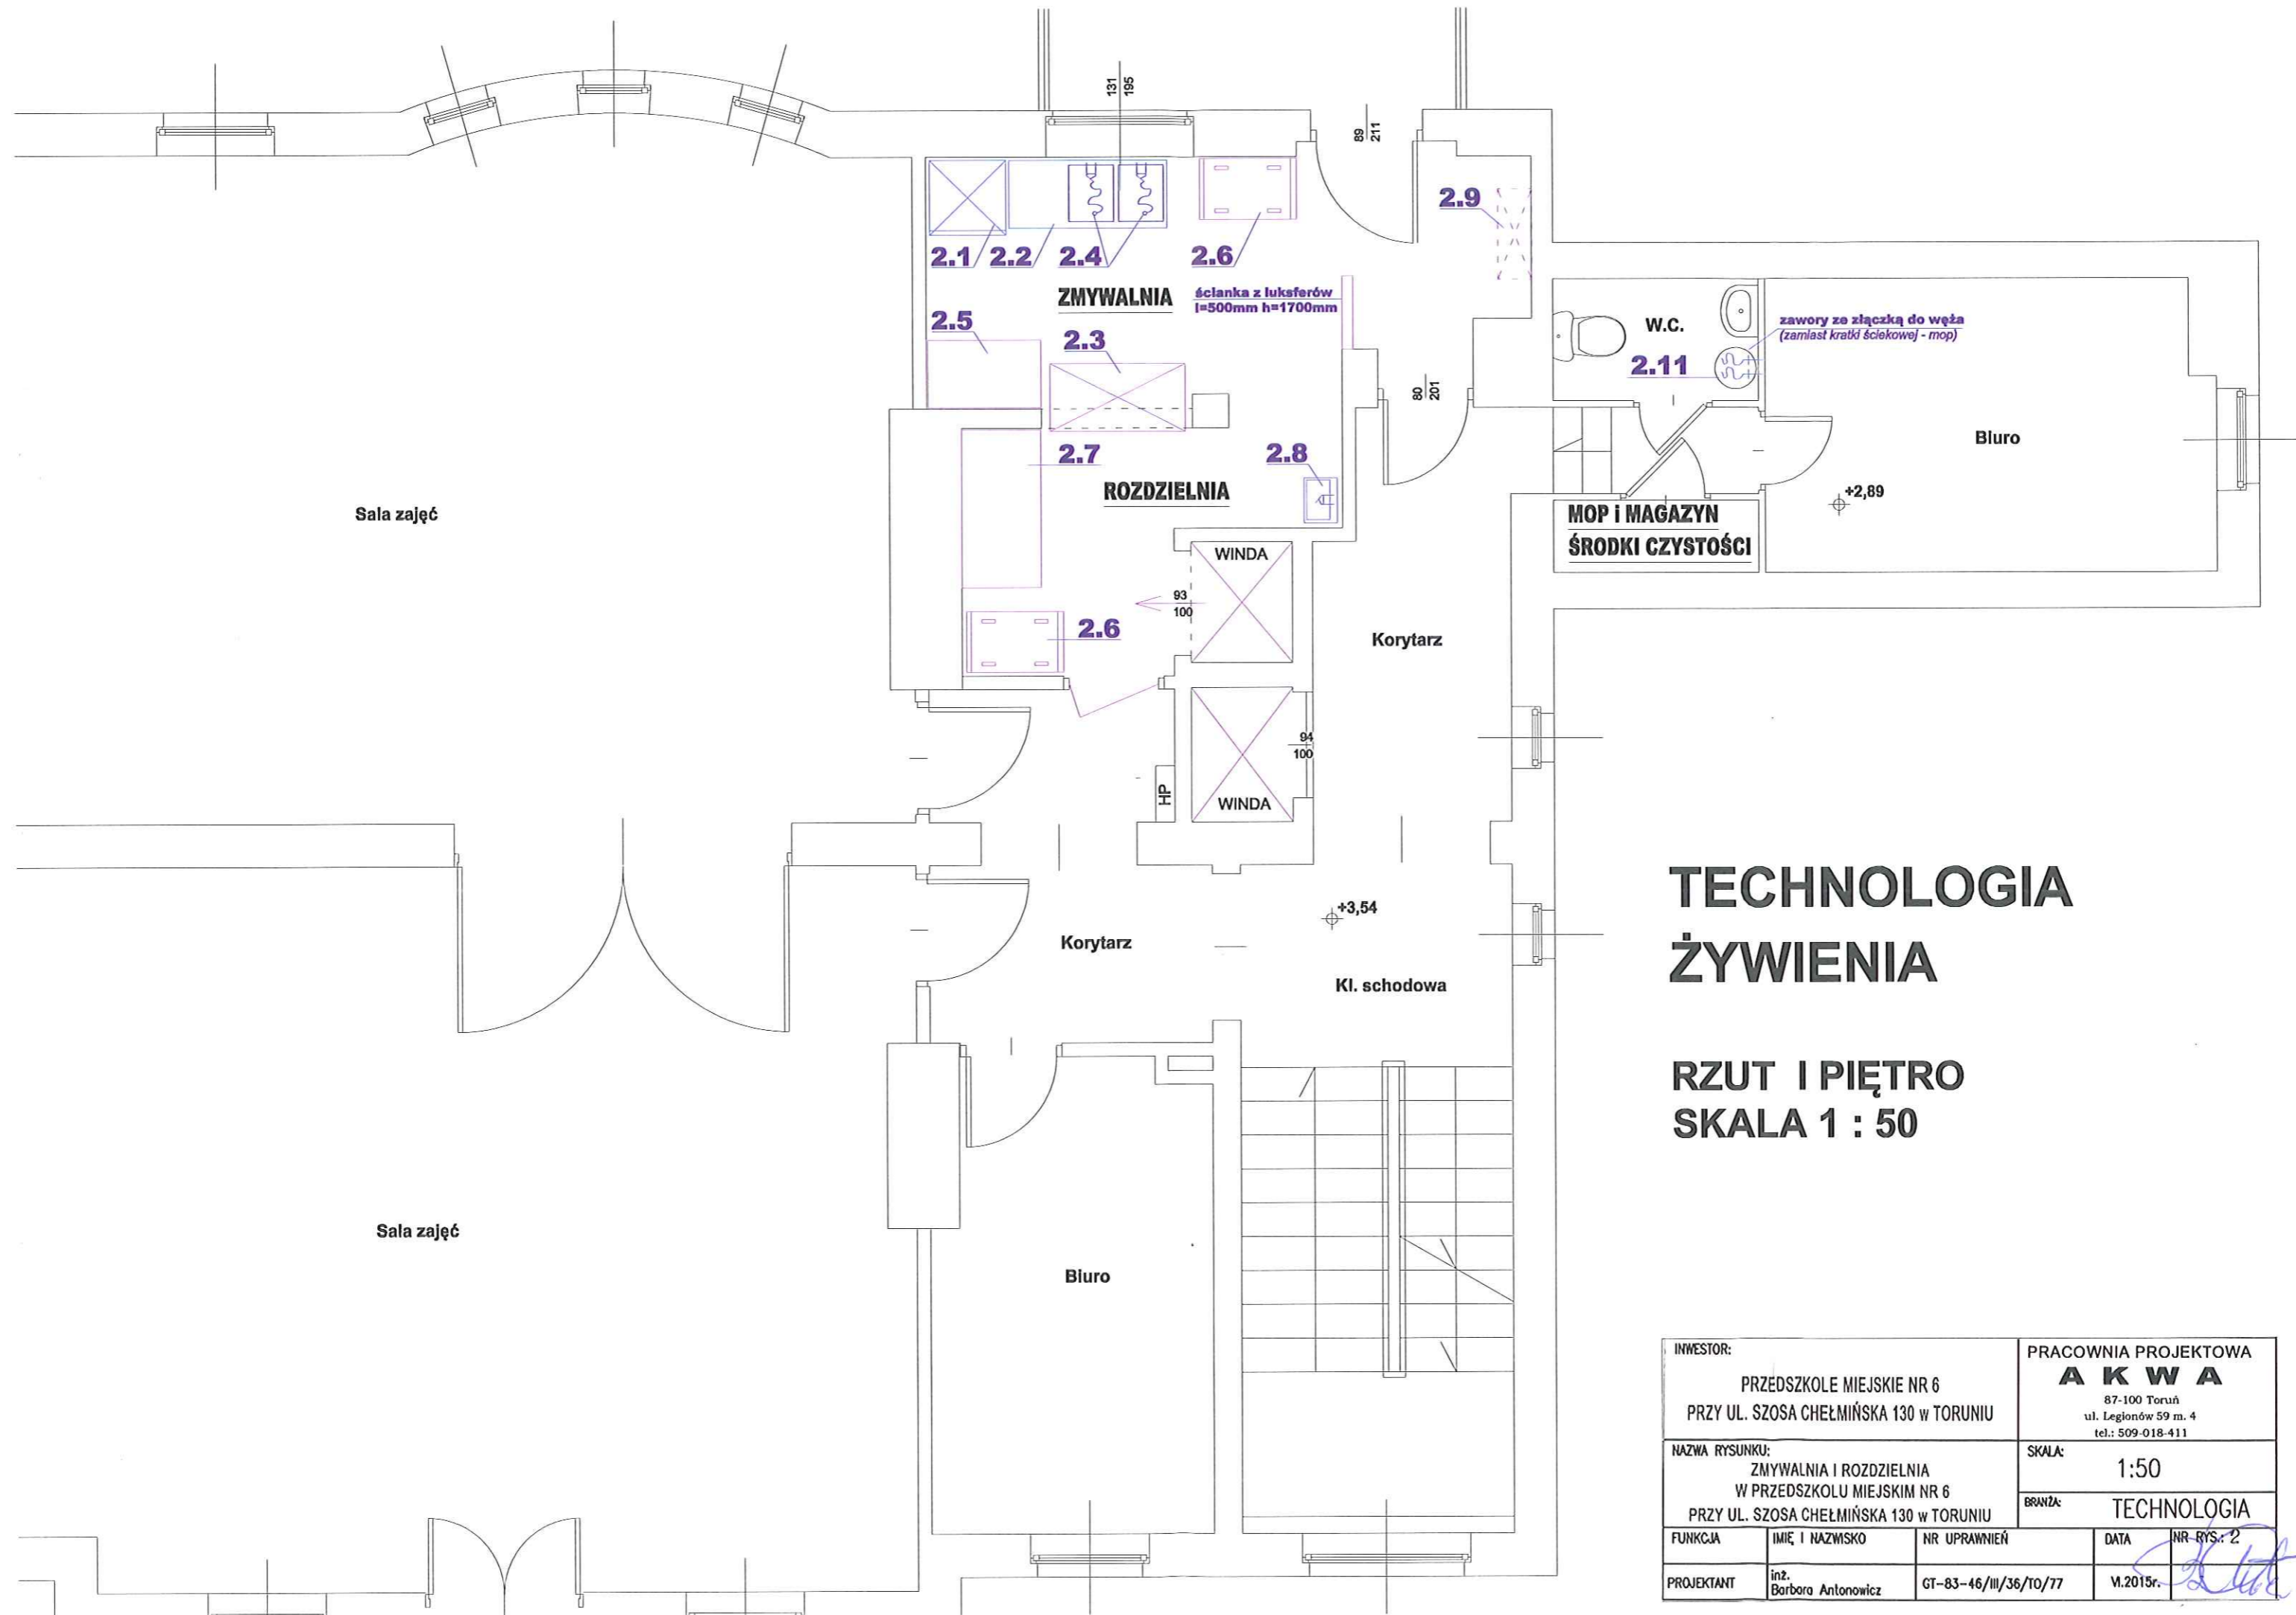 131
195
89
211
2.9
2.1
2.2
2.4
2.6
ZMYWALNIA
ścianka z luksferów
l=500mm h=1700mm
2.5
2.3
W.C.
zawory ze złączką do węża
(zamiast kratki ściekowej - mop)
2.11
80
201
2.7
2.8
Biuro
ROZDZIELNIA
+2,89
Sala zajęć
MOP i MAGAZYN
ŚRODKI CZYSTOŚCI
WINDA
93
100
2.6
Korytarz
94
100
HP
WINDA
TECHNOLOGIA
ŻYWIENIA
+3,54
Korytarz
Kl. schodowa
RZUT I PIĘTRO
SKALA 1 : 50
Sala zajęć
Biuro
INWESTOR:
PRZEDSZKOLE MIEJSKIE NR 6
PRZY UL. SZOSA CHEŁMIŃSKA 130 w TORUNIU
PRACOWNIA PROJEKTOWA
A K W A
87-100 Toruń
ul. Legionów 59 m. 4
tel.: 509-018-411
NAZWA RYSUNKU:
ZMYWALNIA I ROZDZIELNIA
W PRZEDSZKOLU MIEJSKIM NR 6
PRZY UL. SZOSA CHEŁMIŃSKA 130 w TORUNIU
SKALA:
1:50
BRANŻA:
TECHNOLOGIA
FUNKCJA
IMIĘ I NAZWISKO
NR UPRAWNIEŃ
DATA
NR RYS.: 2
PROJEKTANT
inż.
Barbara Antonowicz
GT-83-46/III/36/TO/77
VI.2015r.